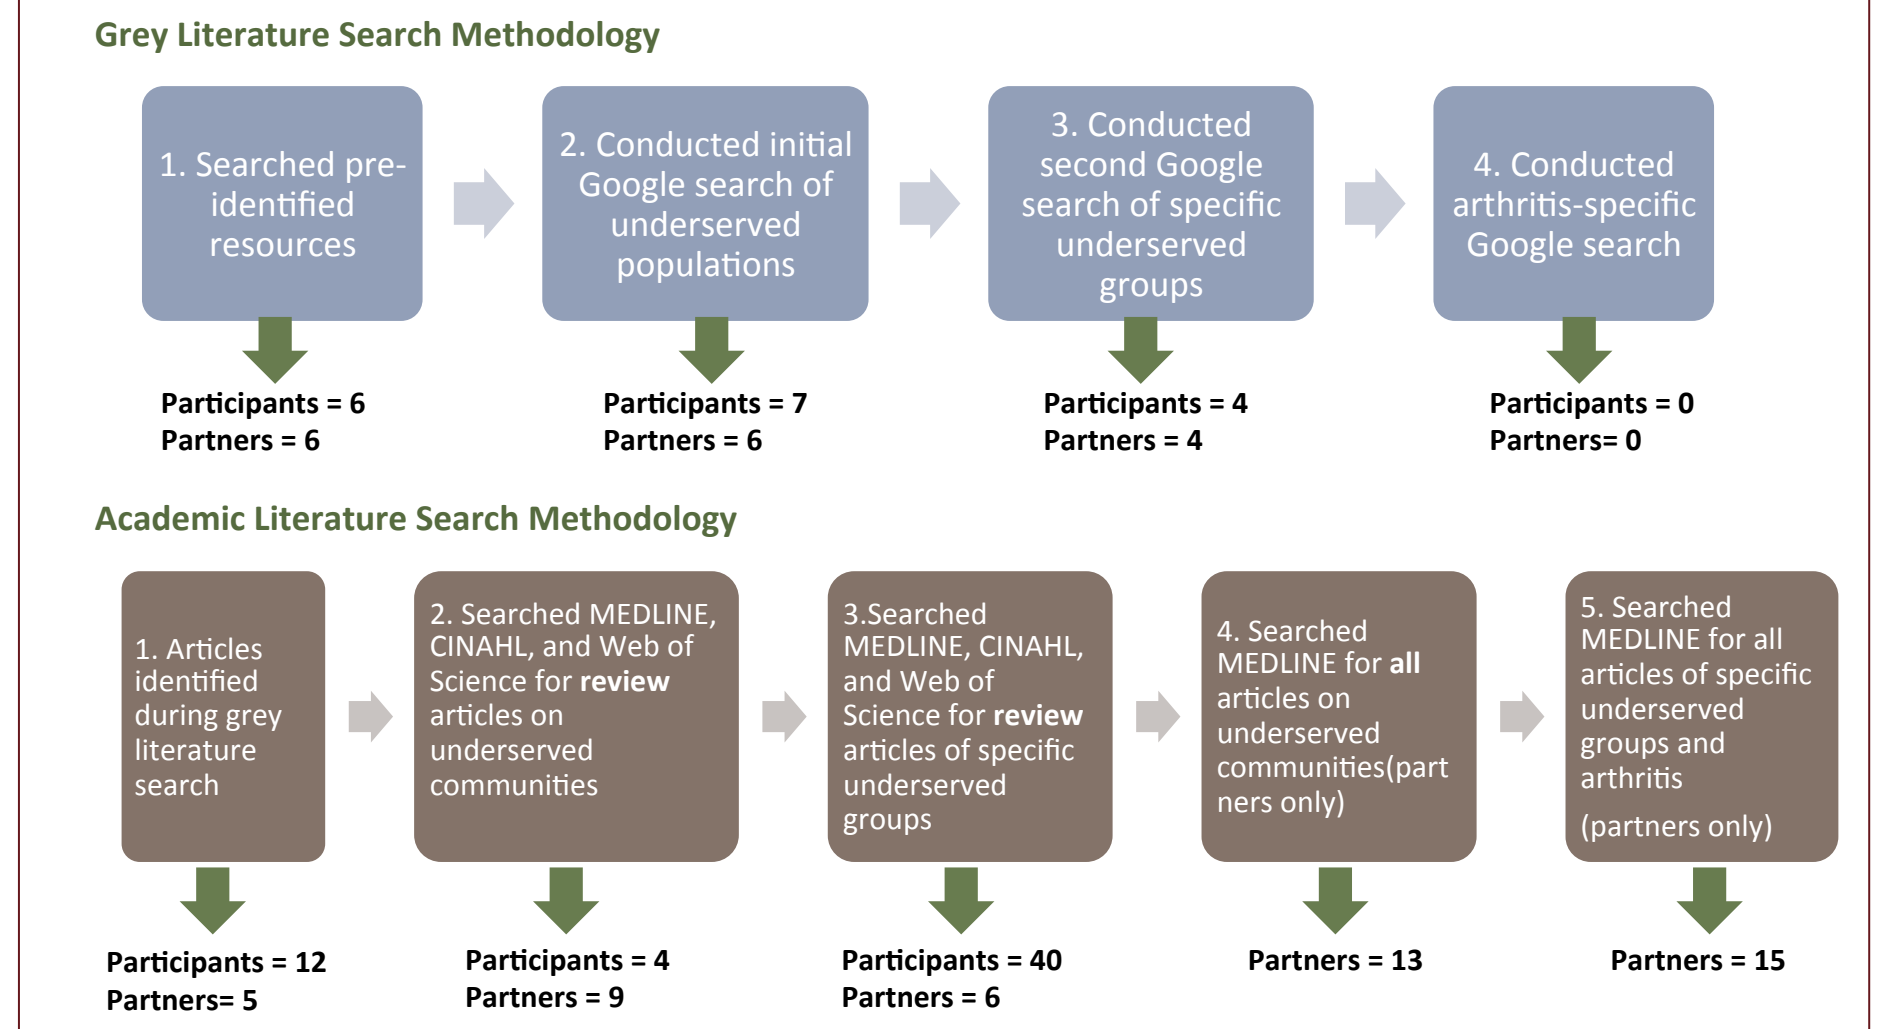 Grey Literature Search Methodology
1. Searched pre-
identified
resources
2. Conducted initial
Google search of
underserved
populations
3. Conducted
second Google
search of specific
underserved
groups
4. Conducted
arthritis-specific
Google search
Participants = 6
Partners = 6
Participants = 7
Partners = 6
Participants = 4
Partners = 4
Participants = 0
Partners= 0
Academic Literature Search Methodology
1. Articles
identified
during grey
literature
search
2. Searched MEDLINE,
CINAHL, and Web of
Science for review
articles on
underserved
communities
3.Searched
MEDLINE, CINAHL,
and Web of
Science for review
articles of specific
underserved
groups
4. Searched
MEDLINE for all
articles on
underserved
communities(part
ners only)
5. Searched
MEDLINE for all
articles of specific
underserved
groups and
arthritis
(partners only)
Participants = 12
Partners= 5
Participants = 4
Partners = 9
Participants = 40
Partners = 6
Partners = 13
Partners = 15